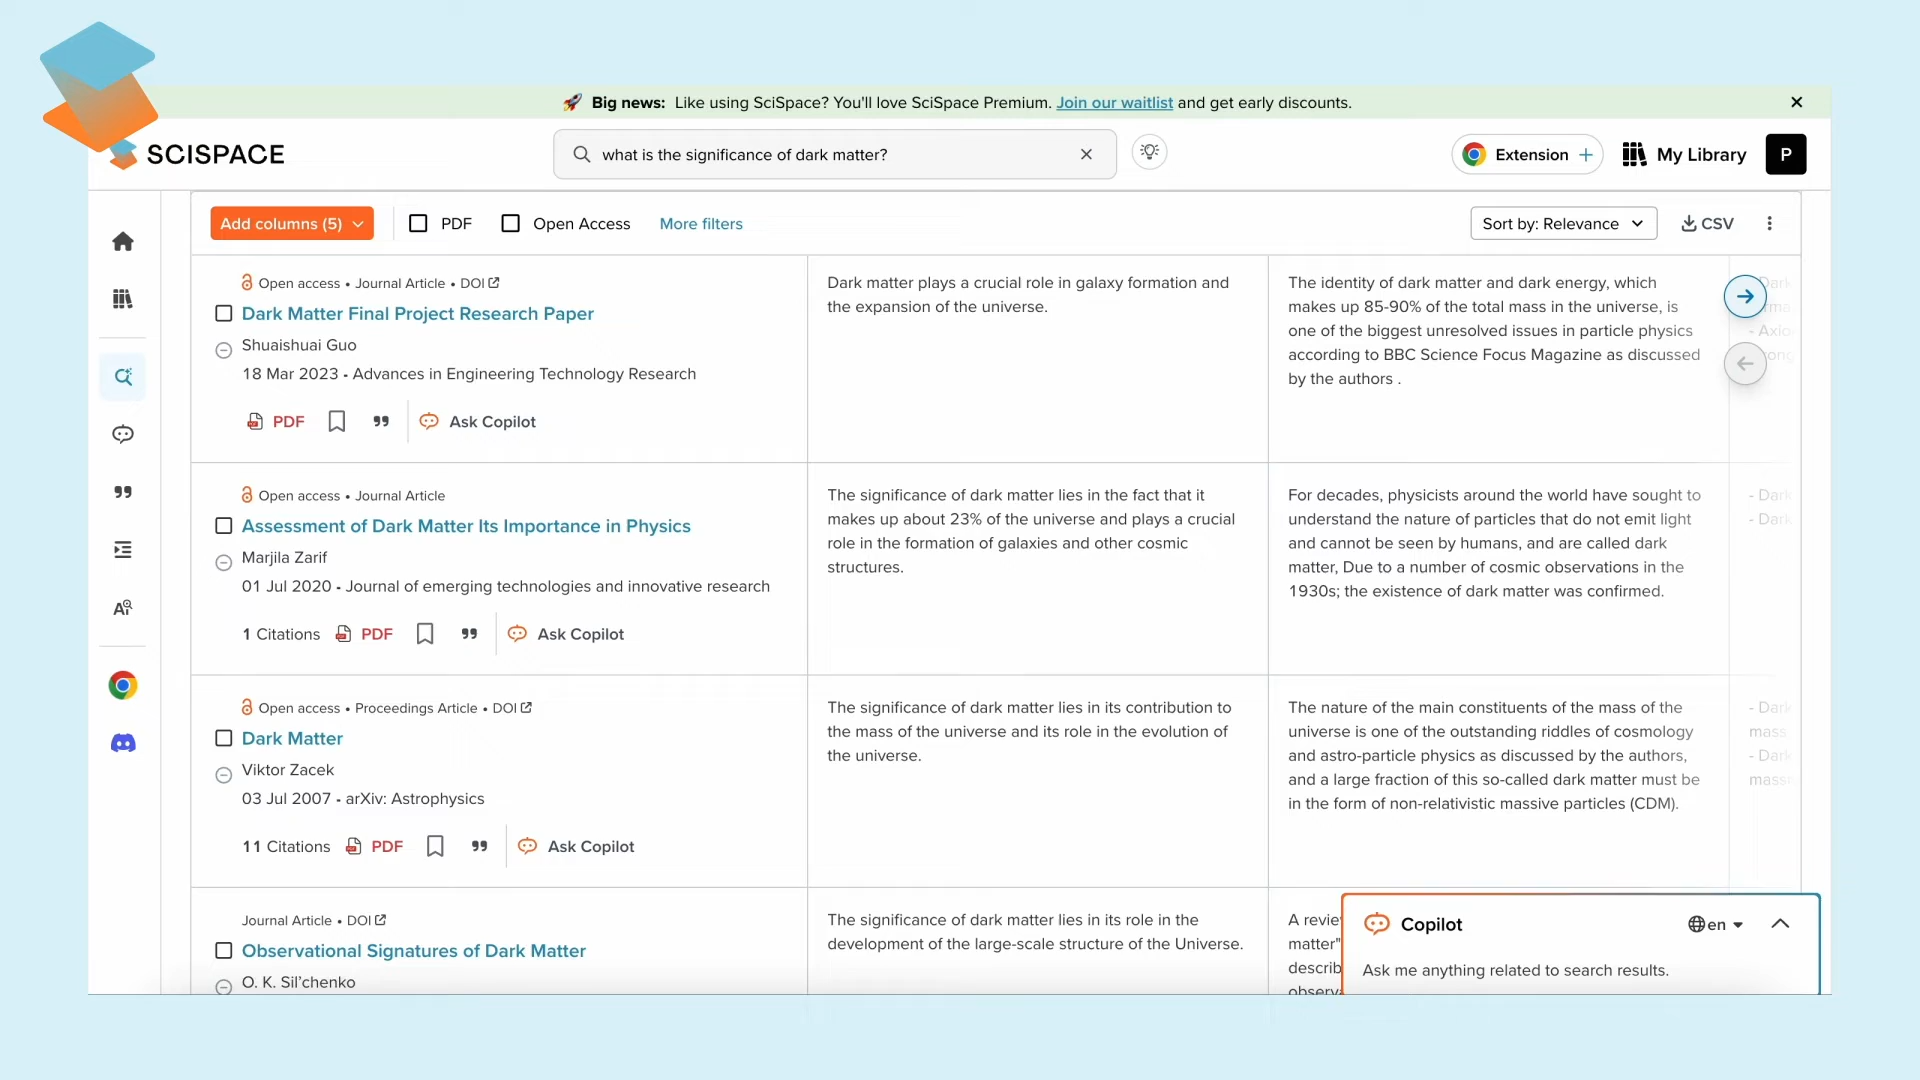 🚀 Big news: Like using SciSpace? You'll love SciSpace Premium. Join our waitlist and get early discounts.
SCISPACE
what is the significance of dark matter?
Extension +
My Library
P
Add columns (5)
PDF
Open Access
More filters
Sort by: Relevance
CSV
Open access • Journal Article • DOI
Dark Matter Final Project Research Paper
Shuaishuai Guo
18 Mar 2023 - Advances in Engineering Technology Research
PDF
Ask Copilot
Dark matter plays a crucial role in galaxy formation and
the expansion of the universe.
The identity of dark matter and dark energy, which
makes up 85-90% of the total mass in the universe, is
one of the biggest unresolved issues in particle physics
according to BBC Science Focus Magazine as discussed
by the authors .
Open access • Journal Article
Assessment of Dark Matter Its Importance in Physics
Marjila Zarif
01 Jul 2020 - Journal of emerging technologies and innovative research
1 Citations
PDF
Ask Copilot
The significance of dark matter lies in the fact that it
makes up about 23% of the universe and plays a crucial
role in the formation of galaxies and other cosmic
structures.
For decades, physicists around the world have sought to
understand the nature of particles that do not emit light
and cannot be seen by humans, and are called dark
matter, Due to a number of cosmic observations in the
1930s; the existence of dark matter was confirmed.
- Dark
- Dark
Open access • Proceedings Article • DOI
Dark Matter
Viktor Zacek
03 Jul 2007 - arXiv: Astrophysics
11 Citations
PDF
Ask Copilot
The significance of dark matter lies in its contribution to
the mass of the universe and its role in the evolution of
the universe.
The nature of the main constituents of the mass of the
universe is one of the outstanding riddles of cosmology
and astro-particle physics as discussed by the authors,
and a large fraction of this so-called dark matter must be
in the form of non-relativistic massive particles (CDM).
- Dark
mass
- Dark
Journal Article • DOI
Observational Signatures of Dark Matter
O. K. Sil'chenko
The significance of dark matter lies in its role in the
development of the large-scale structure of the Universe.
A revie
matter"
describ
observa
Copilot
en
Ask me anything related to search results.